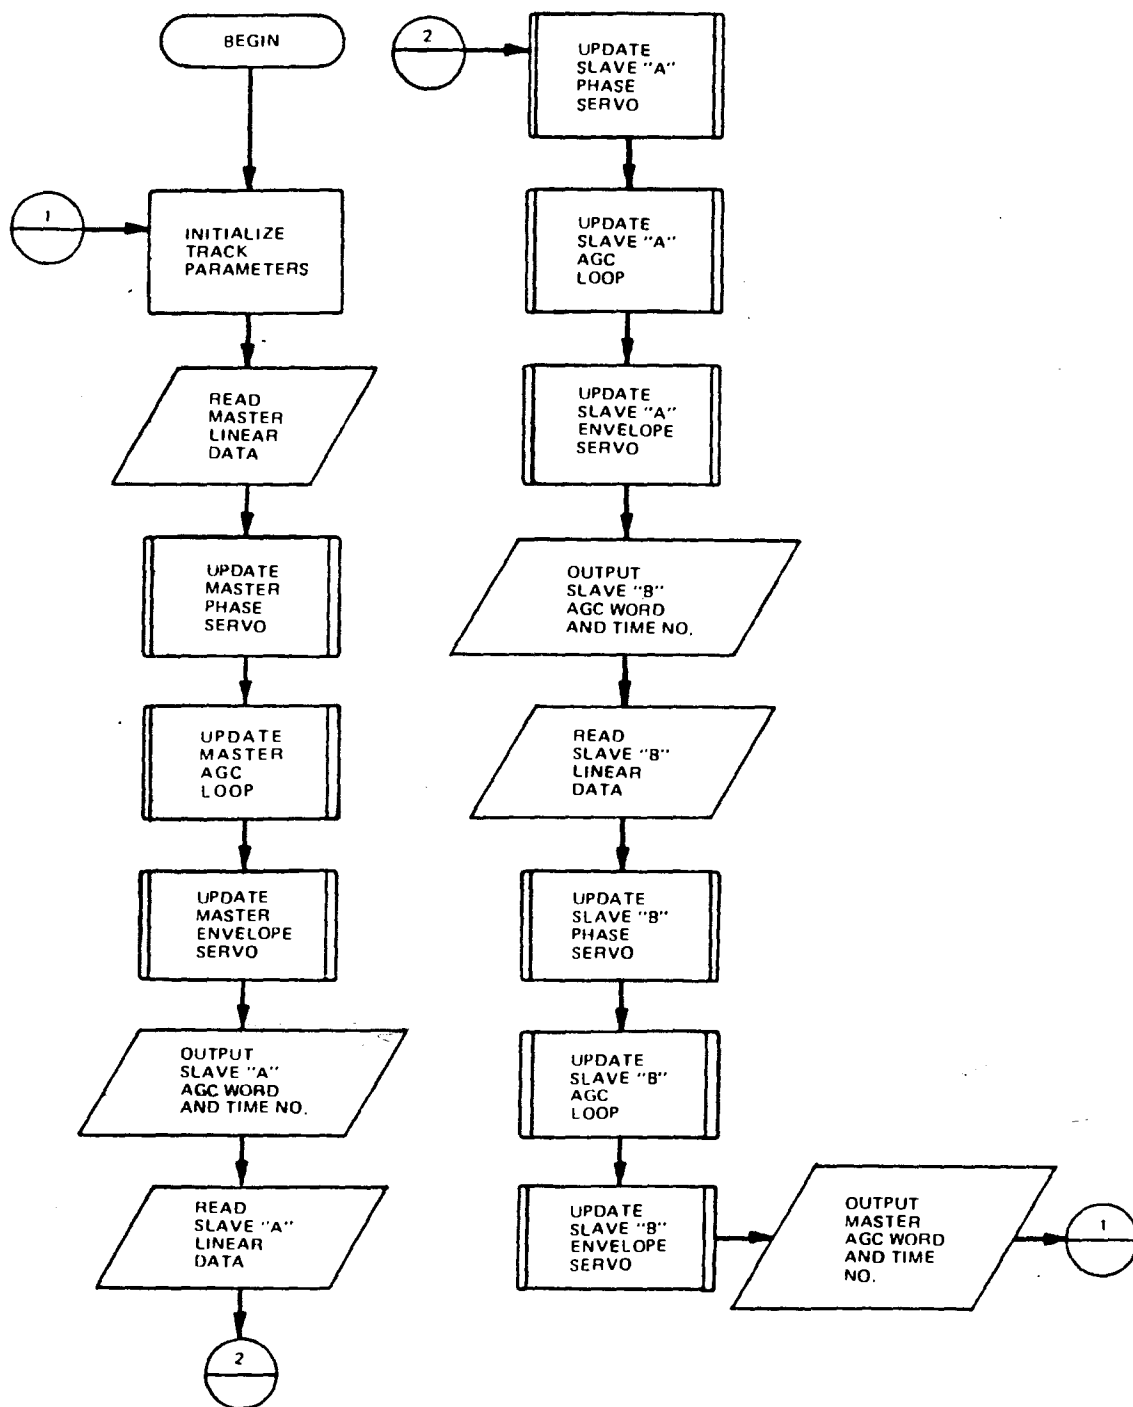 BEGIN
1
INITIALIZE
TRACK
PARAMETERS
READ
MASTER
LINEAR
DATA
UPDATE
MASTER
PHASE
SERVO
UPDATE
MASTER
AGC
LOOP
UPDATE
MASTER
ENVELOPE
SERVO
OUTPUT
SLAVE "A"
AGC WORD
AND TIME NO.
READ
SLAVE "A"
LINEAR
DATA
2
2
UPDATE
SLAVE "A"
PHASE
SERVO
UPDATE
SLAVE "A"
AGC
LOOP
UPDATE
SLAVE "A"
ENVELOPE
SERVO
OUTPUT
SLAVE "B"
AGC WORD
AND TIME NO.
READ
SLAVE "B"
LINEAR
DATA
UPDATE
SLAVE "B"
PHASE
SERVO
UPDATE
SLAVE "B"
AGC
LOOP
UPDATE
SLAVE "B"
ENVELOPE
SERVO
OUTPUT
MASTER
AGC WORD
AND TIME
NO.
1